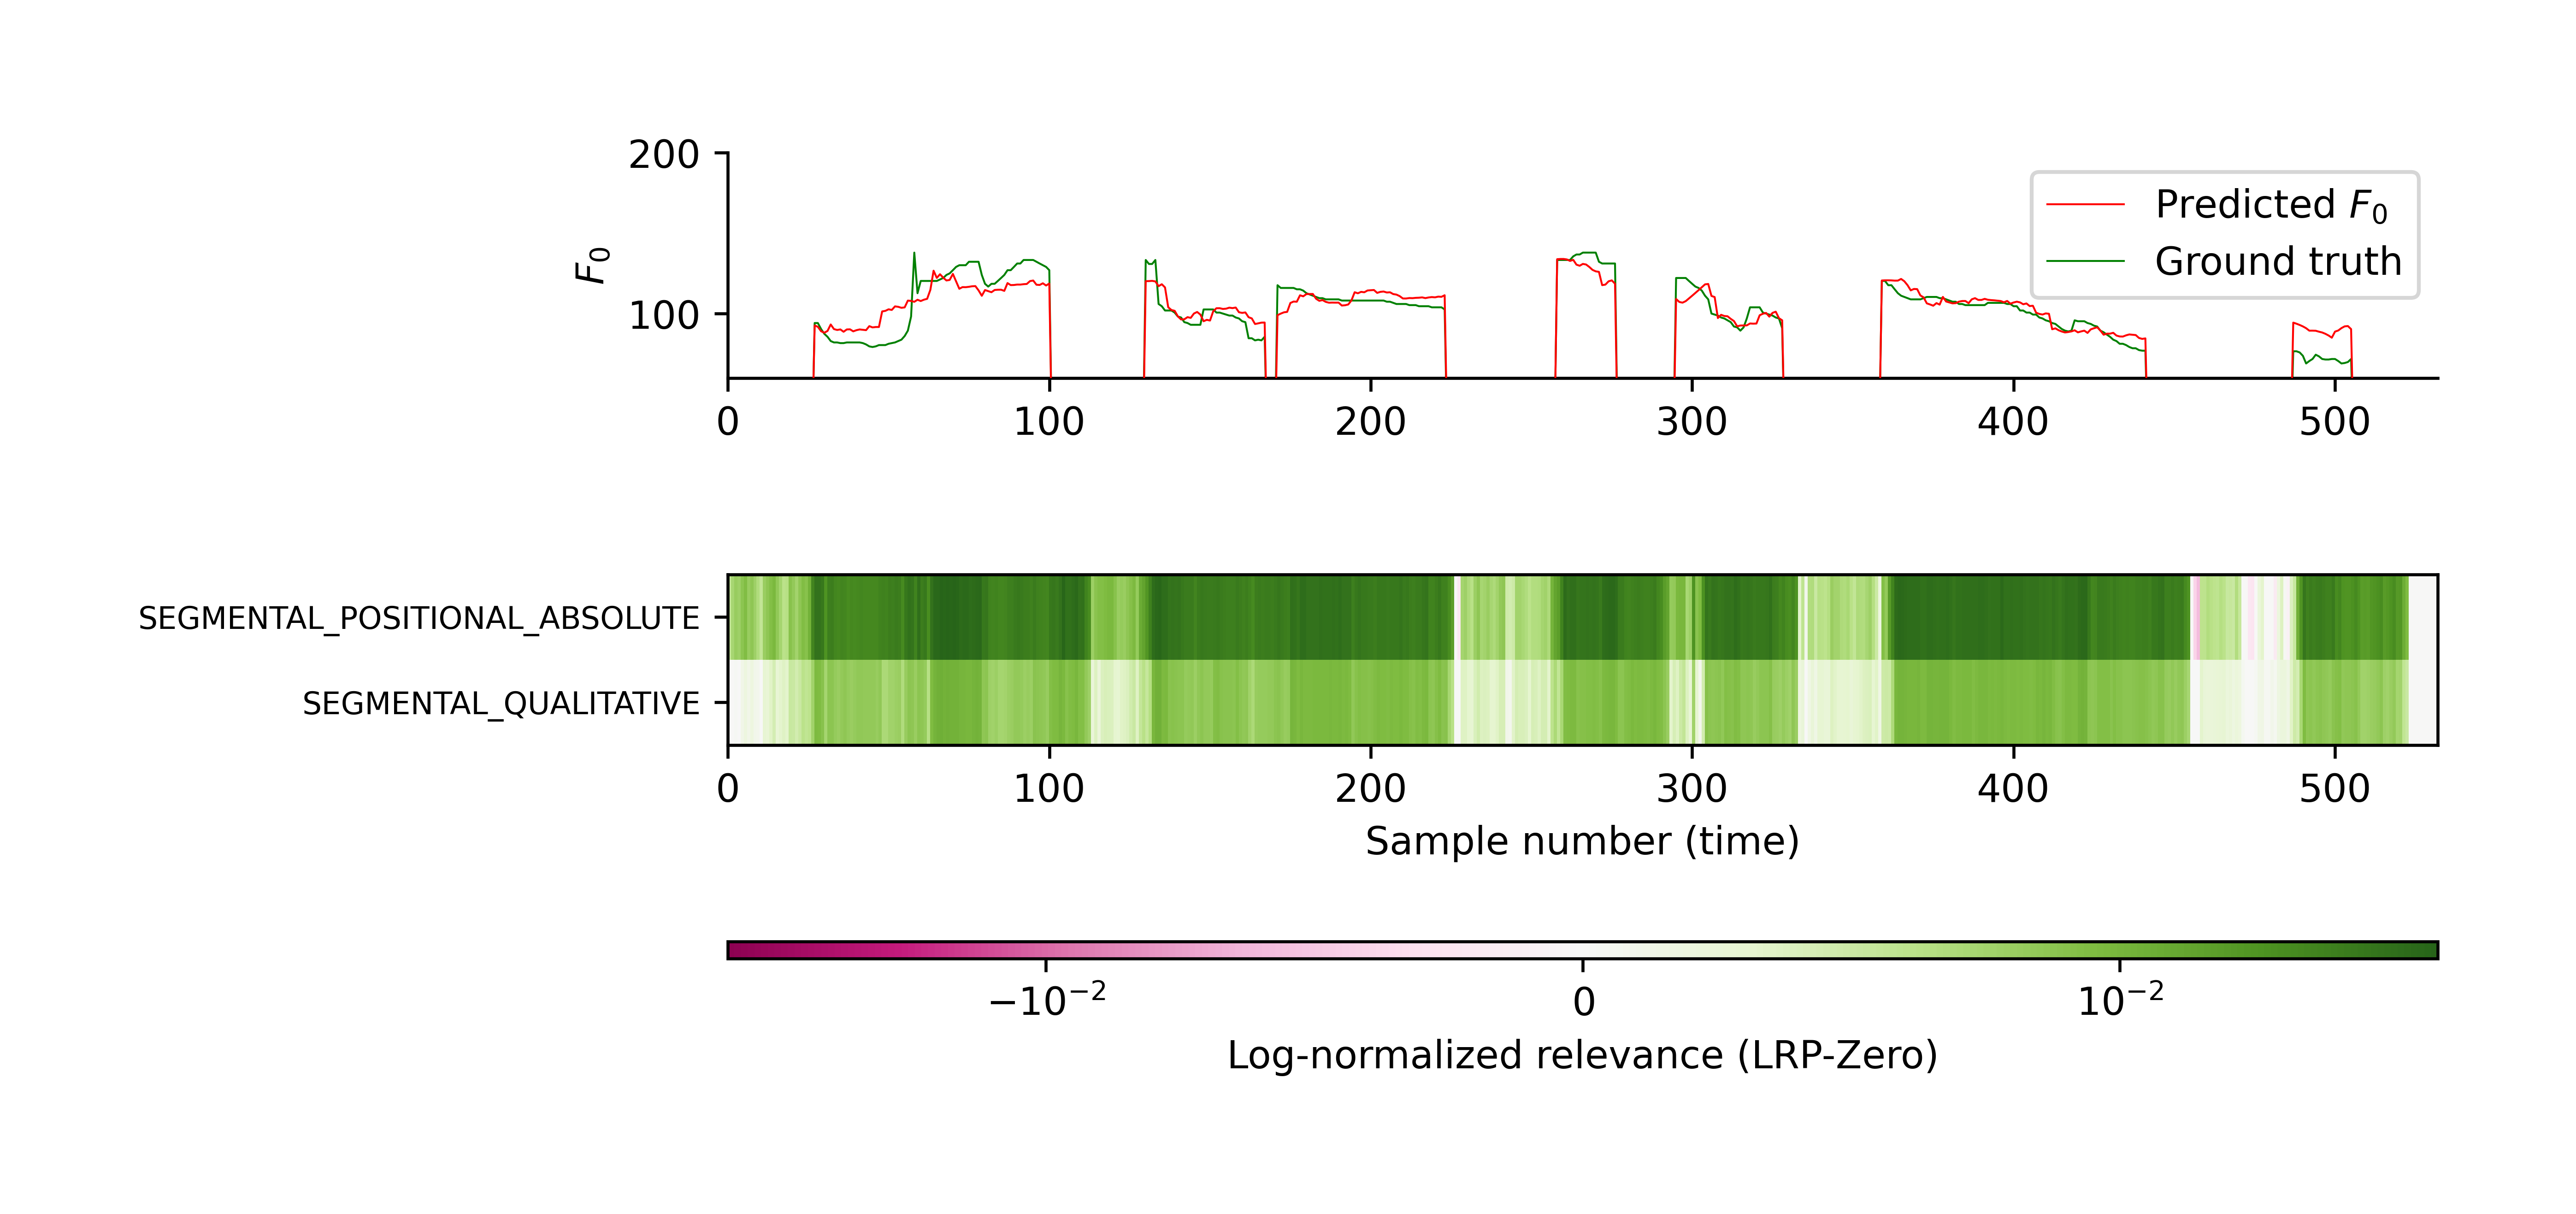 200
100
F₀
Predicted F₀
Ground truth
0 100 200 300 400 500
SEGMENTAL_POSITIONAL_ABSOLUTE
SEGMENTAL_QUALITATIVE
0 100 200 300 400 500
Sample number (time)
−10⁻² 0 10⁻²
Log-normalized relevance (LRP-Zero)